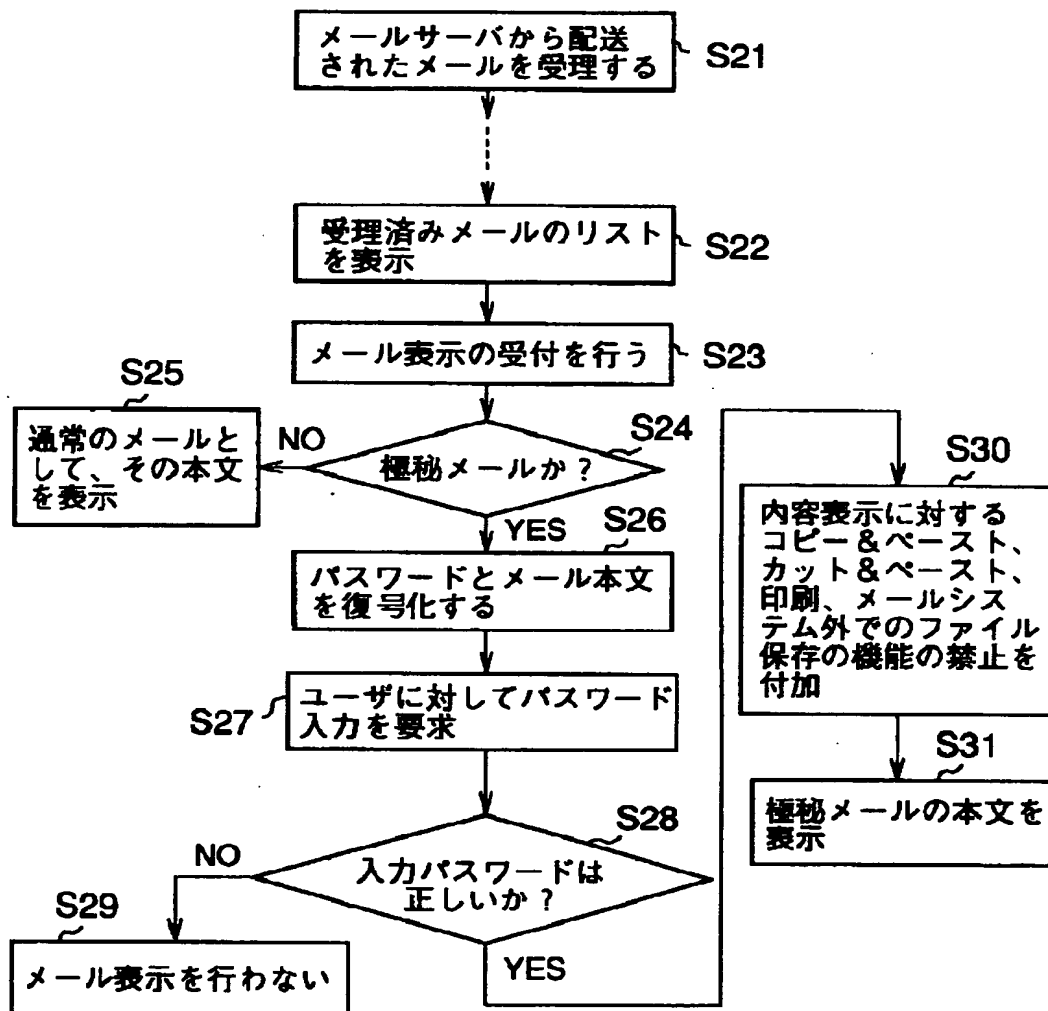 メールサーバから配送
されたメールを受理する
S21
受理済みメールのリスト
を表示
S22
メール表示の受付を行う
S23
S24
極秘メールか？
NO
S25
通常のメールと
して、その本文
を表示
YES
S26
パスワードとメール本文
を復号化する
S27
ユーザに対してパスワード
入力を要求
S28
入力パスワードは
正しいか？
NO
S29
メール表示を行わない
YES
S30
内容表示に対する
コピー＆ペースト、
カット＆ペースト、
印刷、メールシス
テム外でのファイル
保存の機能の禁止を
付加
S31
極秘メールの本文を
表示